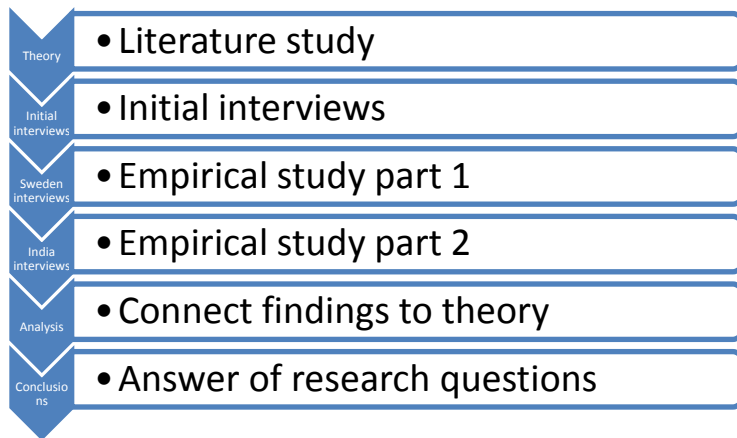 Theory
• Literature study
Initial
interviews
• Initial interviews
Sweden
interviews
• Empirical study part 1
India
interviews
• Empirical study part 2
Analysis
• Connect findings to theory
Conclusio
ns
• Answer of research questions